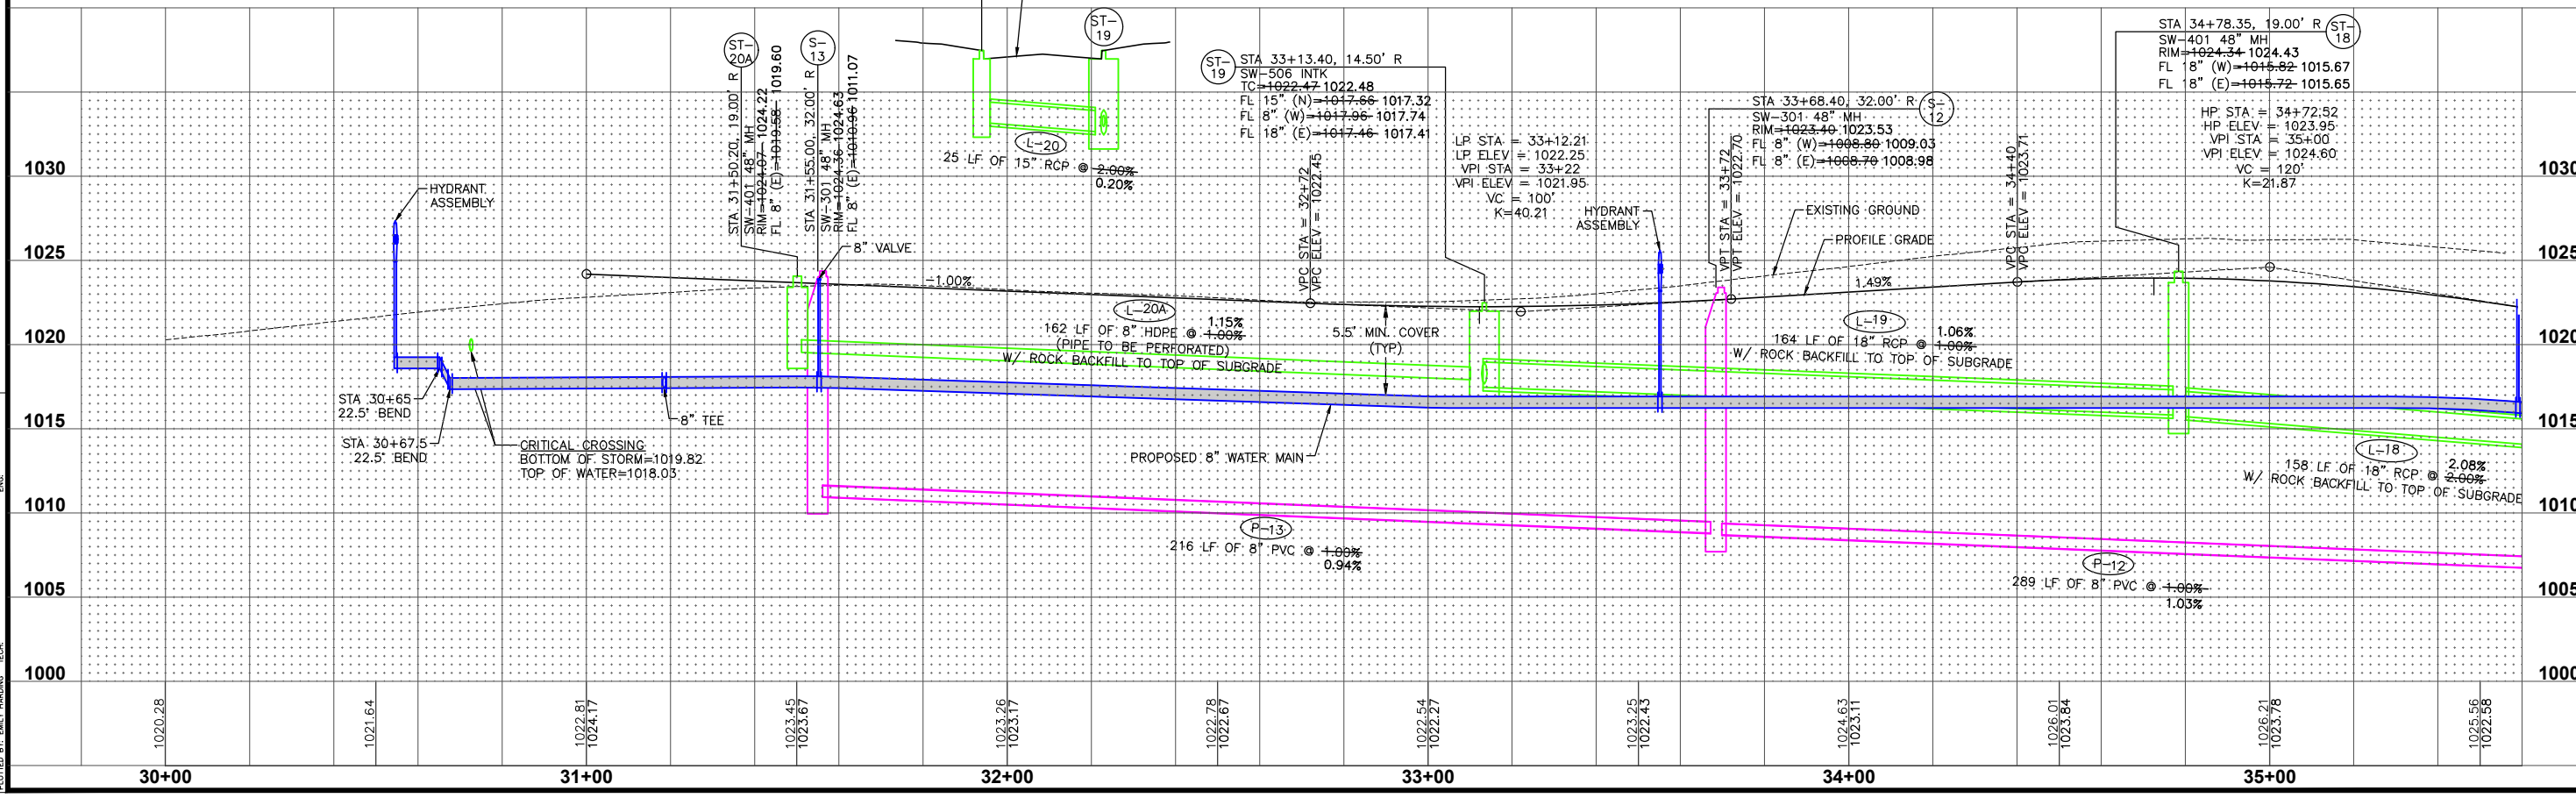 ST-
20A
STA 31+50.20, 19.00' R
SW-401 48" MH
RIM=1024.07 1024.22
FL 8" (E)=1019.58 1019.60
S-
13
STA 31+55.00, 32.00' R
SW-301 48" MH
RIM=1024.36 1024.63
FL 8" (E)=1010.96 1011.07
ST-
19
L-20
25 LF OF 15" RCP @ 2.00%
0.20%
ST-
19
STA 33+13.40, 14.50' R
SW-506 INTK
TC=1022.47 1022.48
FL 15" (N)=1017.66 1017.32
FL 8" (W)=1017.96 1017.74
FL 18" (E)=1017.46 1017.41
LP STA = 33+12.21
LP ELEV = 1022.25
VPI STA = 33+22
VPI ELEV = 1021.95
VC = 100'
K=40.21
STA 33+68.40, 32.00' R
S-
12
SW-301 48" MH
RIM=1023.40 1023.53
FL 8" (W)=1008.80 1009.03
FL 8" (E)=1008.70 1008.98
STA 34+78.35, 19.00' R
ST-
18
SW-401 48" MH
RIM=1024.34 1024.43
FL 18" (W)=1015.82 1015.67
FL 18" (E)=1015.72 1015.65
HP STA = 34+72.52
HP ELEV = 1023.95
VPI STA = 35+00
VPI ELEV = 1024.60
VC = 120'
K=21.87
VPC STA = 32+72
VPC ELEV = 1022.45
VPT STA = 33+72
VPT ELEV = 1022.70
VPC STA = 34+40
VPC ELEV = 1023.71
HYDRANT
ASSEMBLY
8" VALVE
HYDRANT
ASSEMBLY
EXISTING GROUND
PROFILE GRADE
-1.00%
1.49%
L-20A
1.15%
162 LF OF 8" HDPE @ 1.00%
(PIPE TO BE PERFORATED)
W/ ROCK BACKFILL TO TOP OF SUBGRADE
5.5' MIN. COVER
(TYP)
L-19
1.06%
164 LF OF 18" RCP @ 1.00%
W/ ROCK BACKFILL TO TOP OF SUBGRADE
STA 30+65
22.5° BEND
STA 30+67.5
22.5° BEND
8" TEE
CRITICAL CROSSING
BOTTOM OF STORM=1019.82
TOP OF WATER=1018.03
PROPOSED 8" WATER MAIN
L-18
2.08%
158 LF OF 18" RCP @ 2.00%
W/ ROCK BACKFILL TO TOP OF SUBGRADE
P-13
216 LF OF 8" PVC @ 1.00%
0.94%
P-12
289 LF OF 8" PVC @ 1.00%
1.03%
1030
1025
1020
1015
1010
1005
1000
1030
1025
1020
1015
1010
1005
1000
1020.28
1021.64
1022.81
1024.17
1023.45
1023.67
1023.26
1023.17
1022.78
1022.67
1022.54
1022.27
1023.25
1022.43
1024.63
1023.11
1026.01
1023.84
1026.21
1023.78
1025.56
1022.58
30+00
31+00
32+00
33+00
34+00
35+00
ENG:
PLOTTED BY: EMILY HARDING TECH: